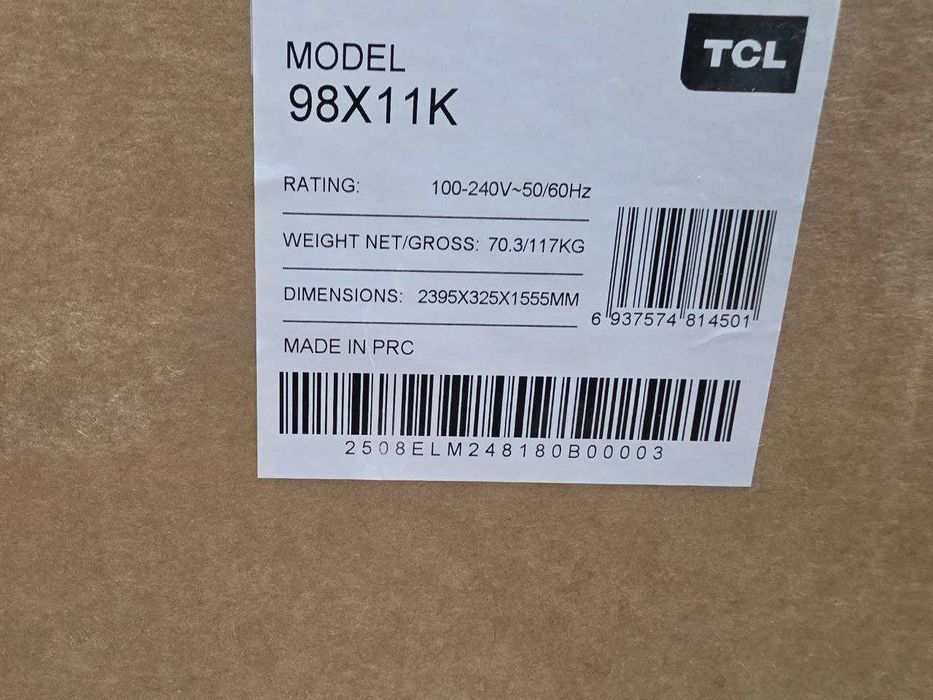 TCL
MODEL
98X11K
RATING: 100-240V~50/60Hz
WEIGHT NET/GROSS: 70.3/117KG
DIMENSIONS: 2395X325X1555MM
6 937574 814501
MADE IN PRC
2508ELM248180B00003